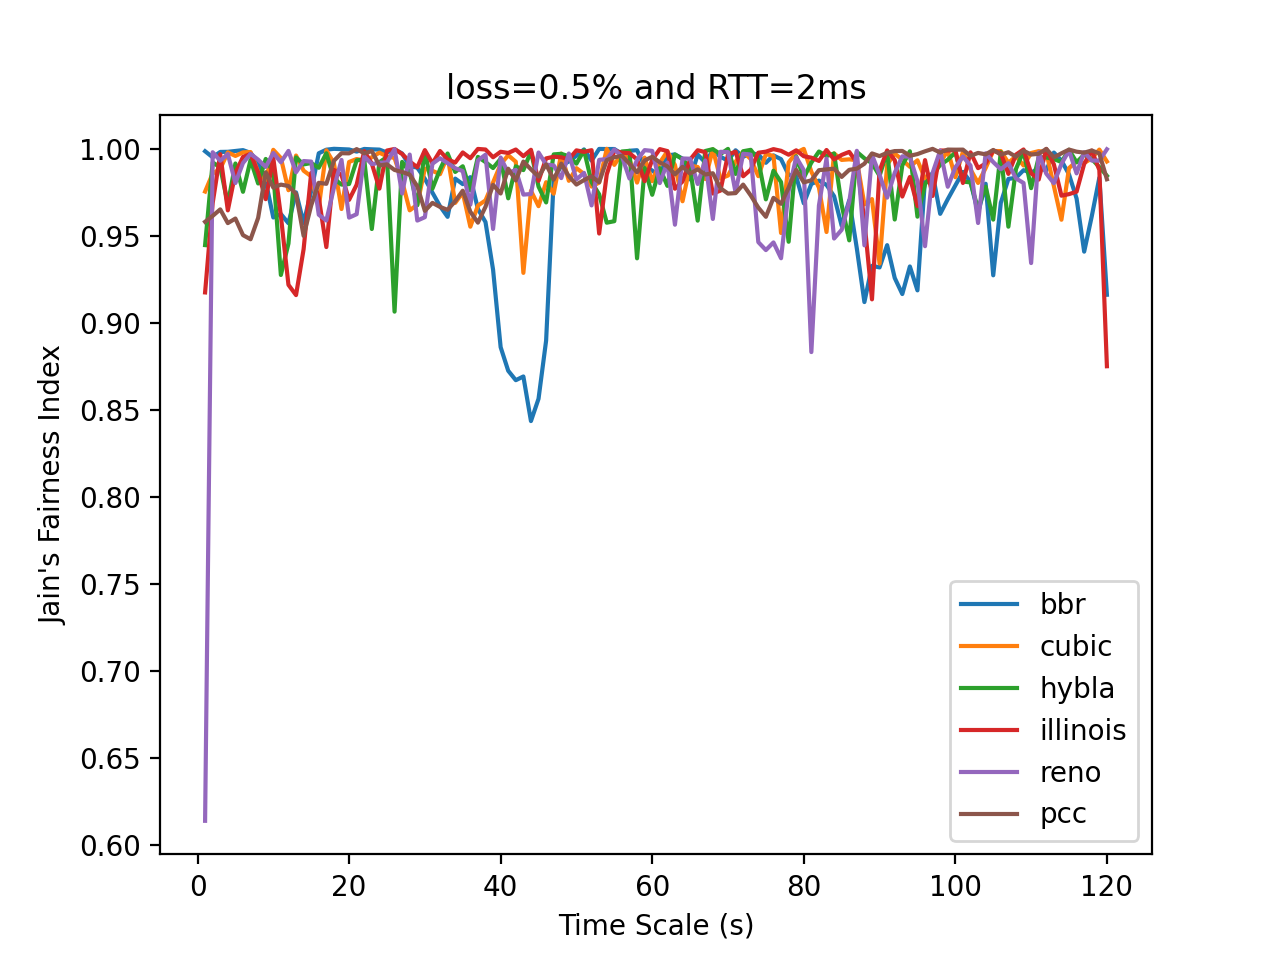 loss=0.5% and RTT=2ms
Jain's Fairness Index
1.00
0.95
0.90
0.85
0.80
0.75
0.70
0.65
0.60
bbr
cubic
hybla
illinois
reno
pcc
0 20 40 60 80 100 120
Time Scale (s)